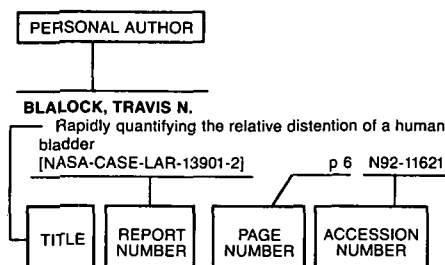 PERSONAL AUTHOR
BLALOCK, TRAVIS N.
Rapidly quantifying the relative distention of a human
bladder
[NASA-CASE-LAR-13901-2] p 6 N92-11621
TITLE
REPORT
NUMBER
PAGE
NUMBER
ACCESSION
NUMBER